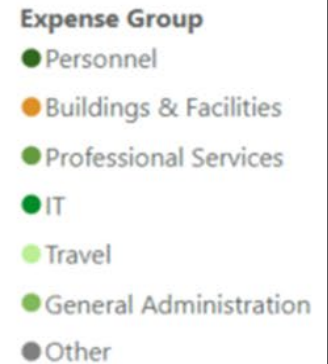 Expense Group
Personnel
Buildings & Facilities
Professional Services
IT
Travel
General Administration
Other